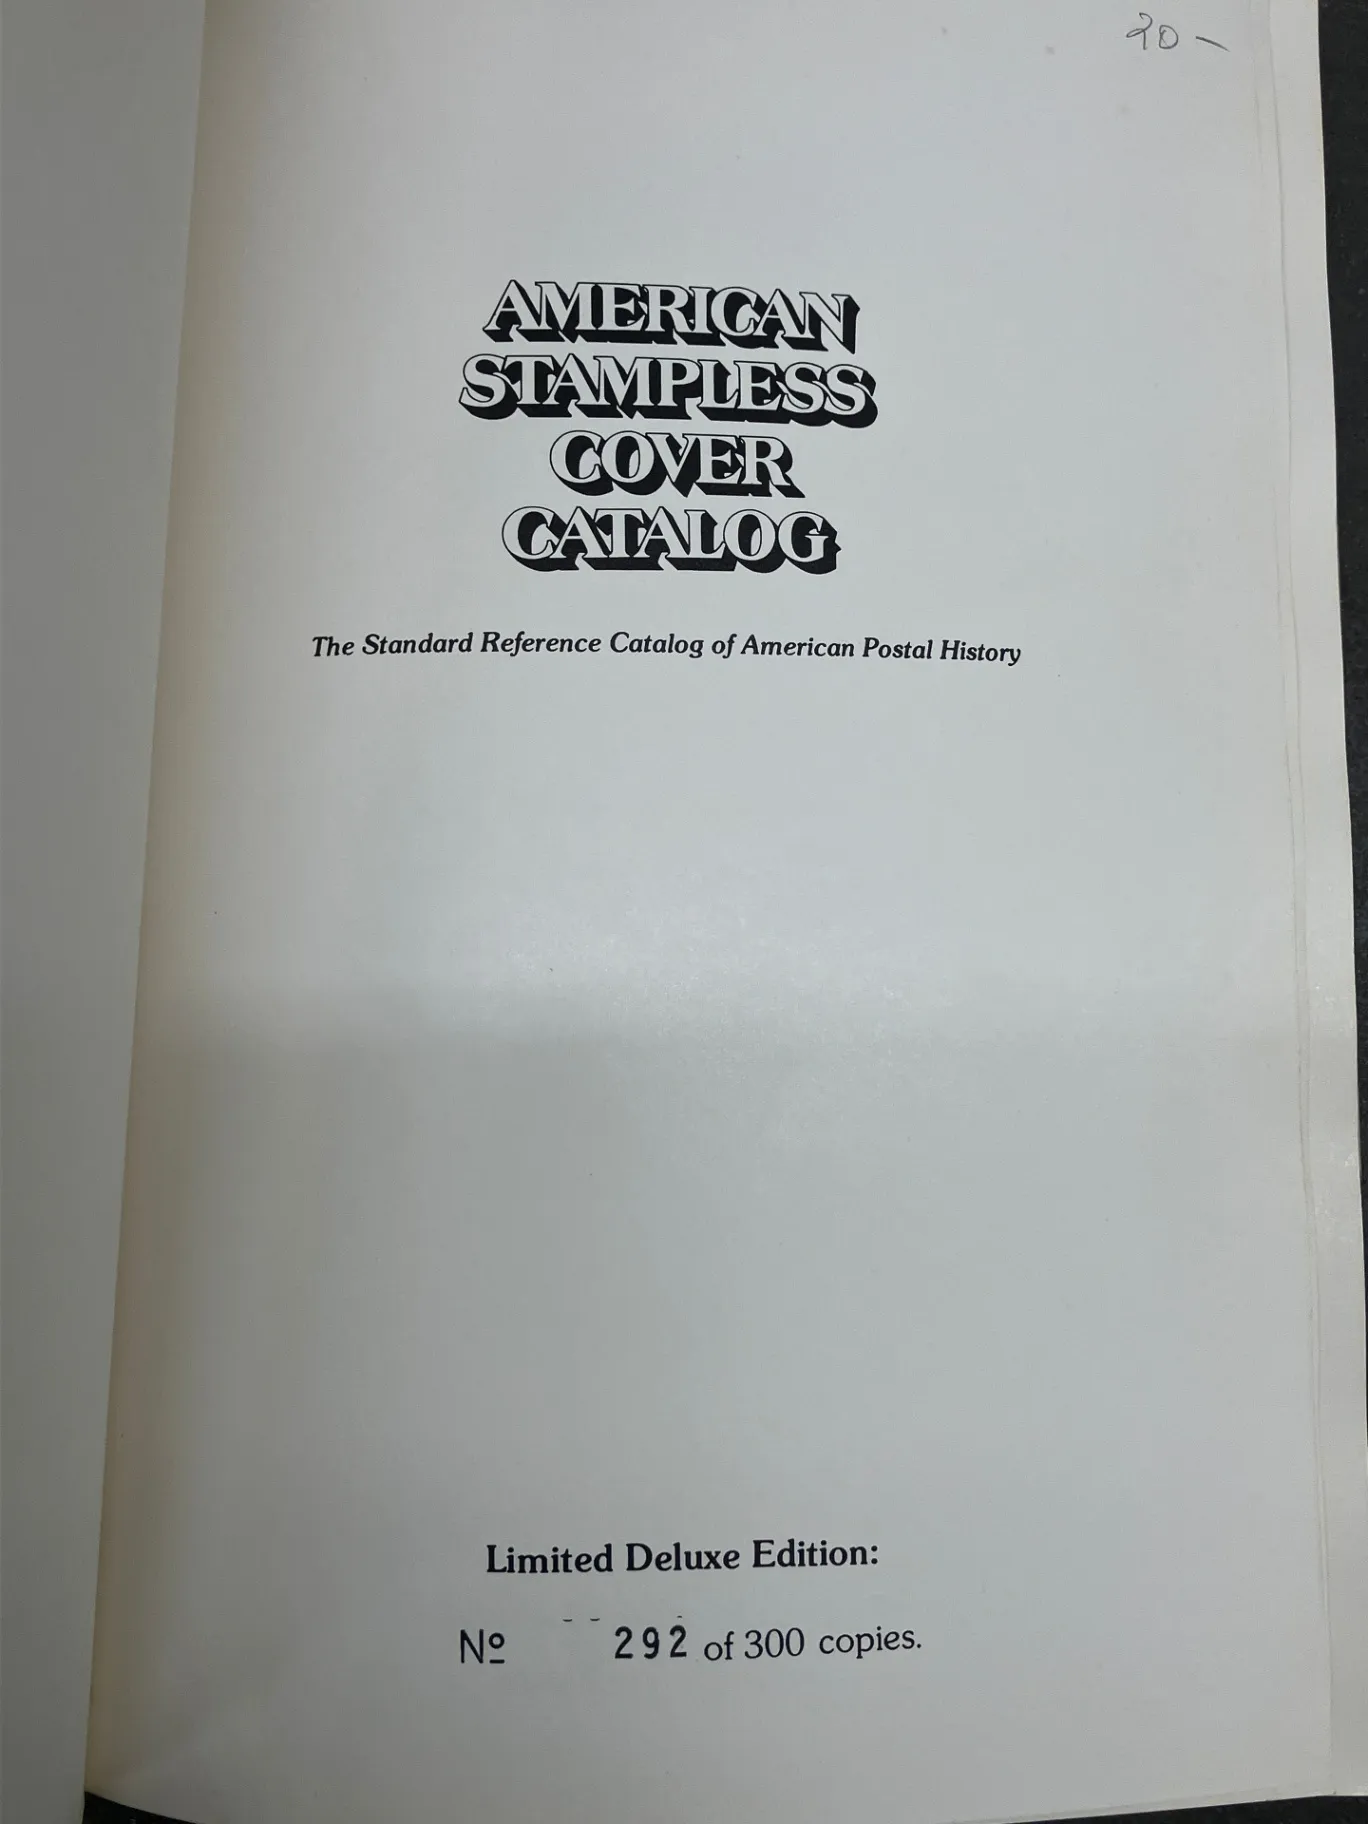 20 -
AMERICAN
STAMPLESS
COVER
CATALOG
The Standard Reference Catalog of American Postal History
Limited Deluxe Edition:
Nº 292 of 300 copies.